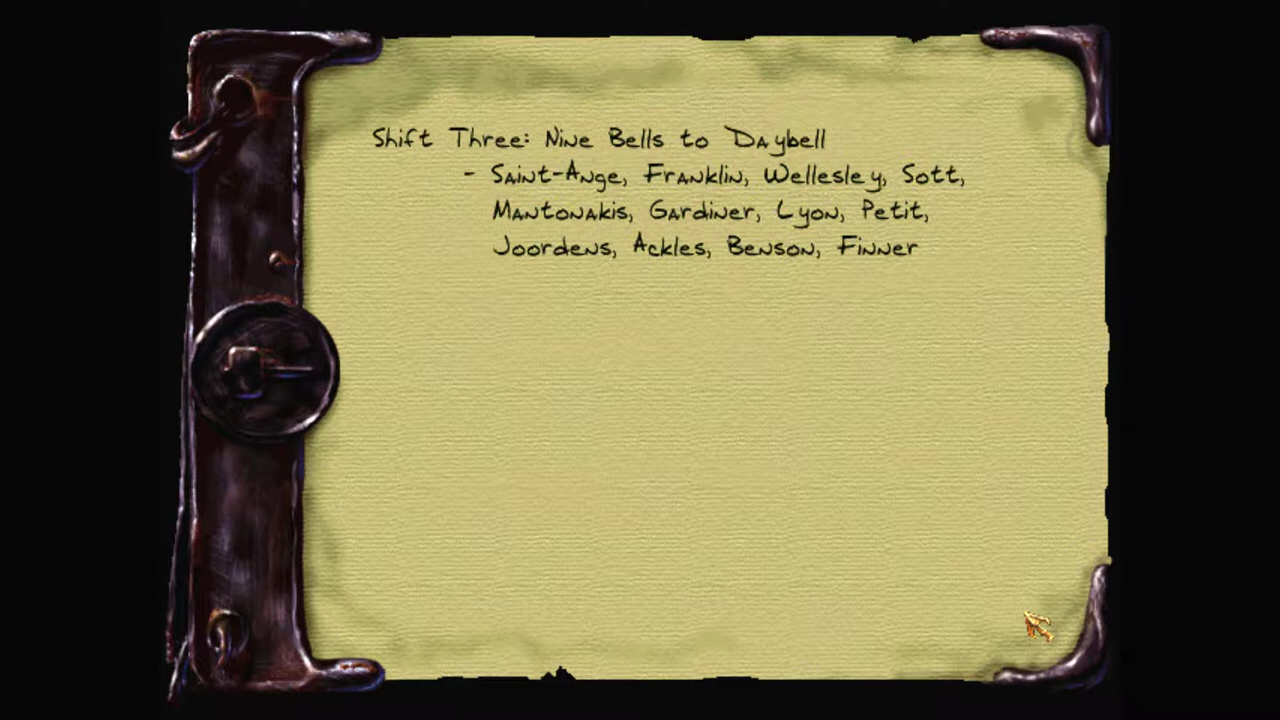 Shift Three: Nine Bells to Daybell
- Saint-Ange, Franklin, Wellesley, Sott,
Mantonakis, Gardiner, Lyon, Petit,
Joordens, Ackles, Benson, Finner